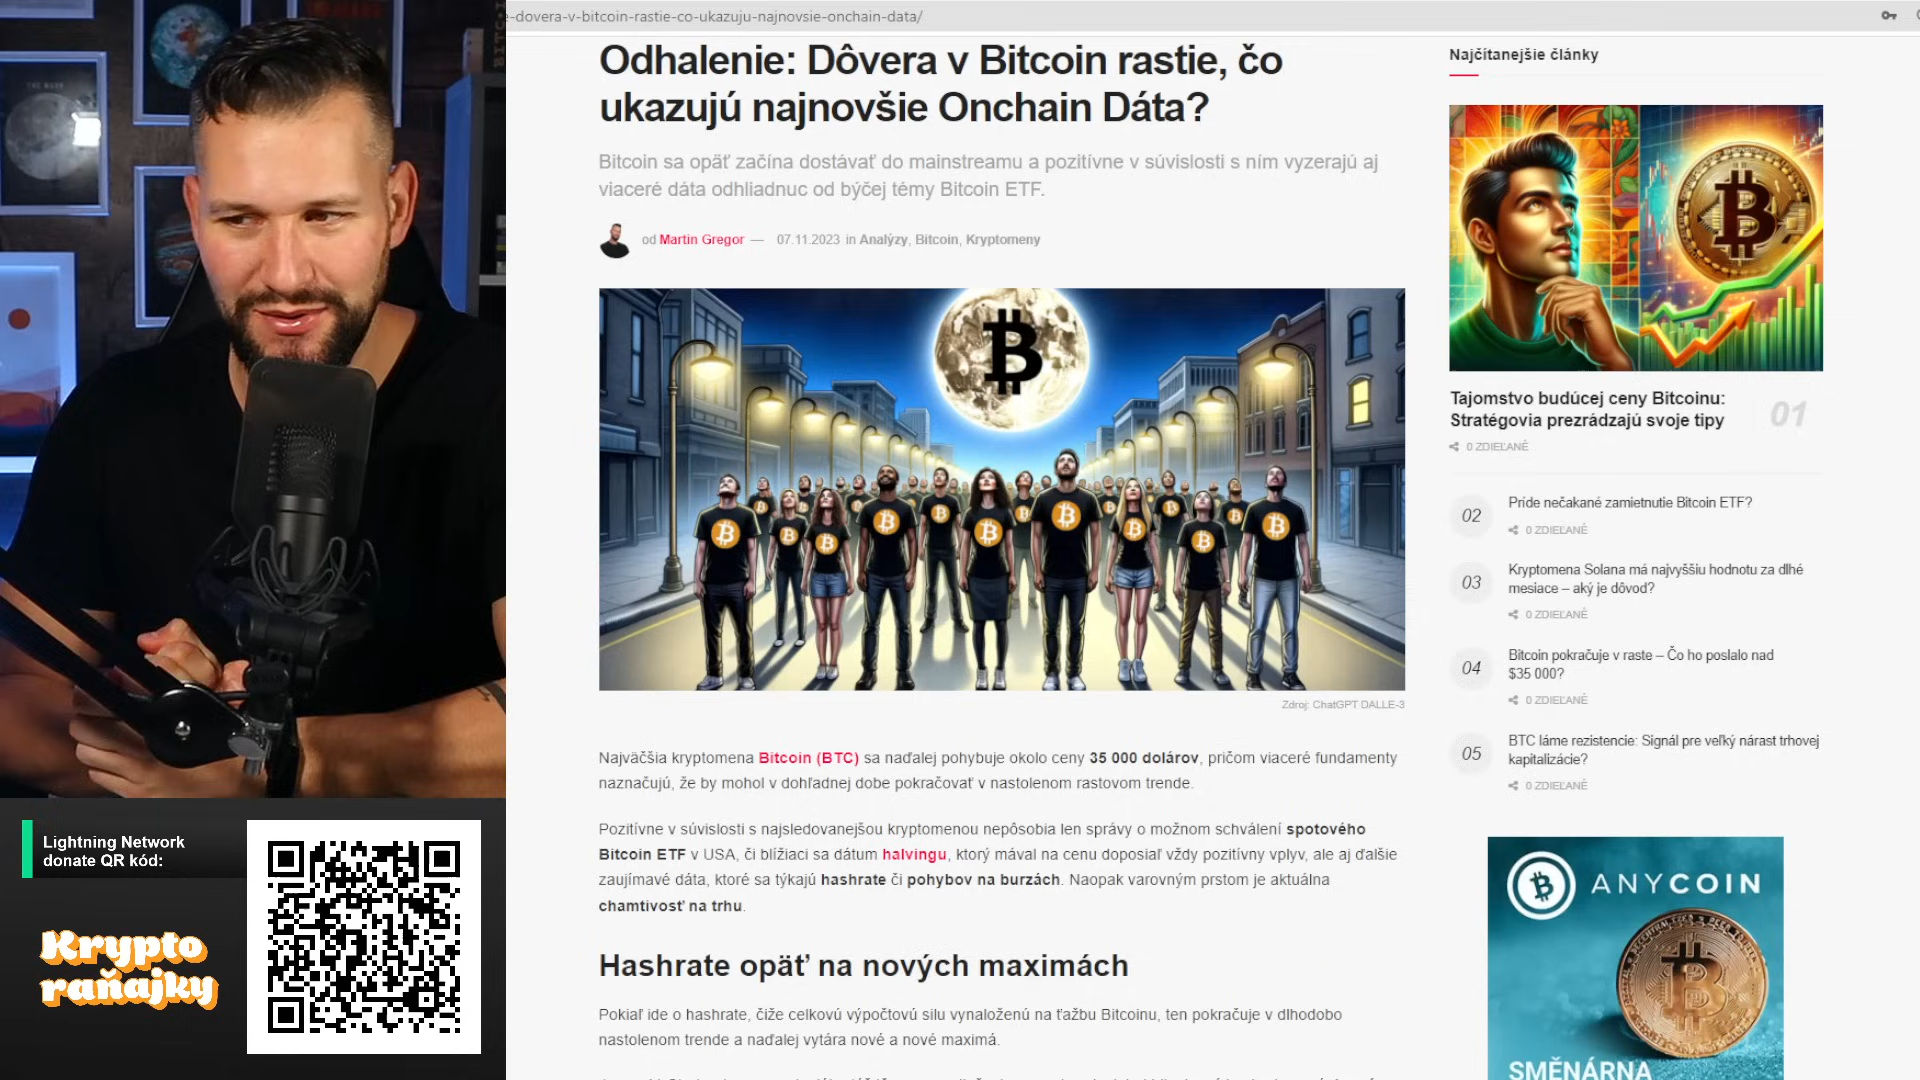 e-dovera-v-bitcoin-rastie-co-ukazuju-najnovsie-onchain-data/
Odhalenie: Dôvera v Bitcoin rastie, čo
ukazujú najnovšie Onchain Dáta?
Bitcoin sa opäť začína dostávať do mainstreamu a pozitívne v súvislosti s ním vyzerajú aj
viaceré dáta odhliadnuc od býčej témy Bitcoin ETF.
od Martin Gregor — 07.11.2023 in Analýzy, Bitcoin, Kryptomeny
Zdroj: ChatGPT DALLE-3
Najväčšia kryptomena Bitcoin (BTC) sa naďalej pohybuje okolo ceny 35 000 dolárov, pričom viaceré fundamenty
naznačujú, že by mohol v dohľadnej dobe pokračovať v nastolenom rastovom trende.
Pozitívne v súvislosti s najsledovanejšou kryptomenou nepôsobia len správy o možnom schválení spotového
Bitcoin ETF v USA, či blížiaci sa dátum halvingu, ktorý mával na cenu doposiaľ vždy pozitívny vplyv, ale aj ďalšie
zaujímavé dáta, ktoré sa týkajú hashrate či pohybov na burzách. Naopak varovným prstom je aktuálna
chamtivosť na trhu.
Hashrate opäť na nových maximách
Pokiaľ ide o hashrate, čiže celkovú výpočtovú silu vynaloženú na ťažbu Bitcoinu, ten pokračuje v dlhodobo
nastolenom trende a naďalej vytára nové a nové maximá.
Najčítanejšie články
Tajomstvo budúcej ceny Bitcoinu:
Stratégovia prezrádzajú svoje tipy
01
0 ZDIEĽANÉ
02
Príde nečakané zamietnutie Bitcoin ETF?
0 ZDIEĽANÉ
03
Kryptomena Solana má najvyššiu hodnotu za dlhé
mesiace – aký je dôvod?
0 ZDIEĽANÉ
04
Bitcoin pokračuje v raste – Čo ho poslalo nad
$35 000?
0 ZDIEĽANÉ
05
BTC láme rezistencie: Signál pre veľký nárast trhovej
kapitalizácie?
0 ZDIEĽANÉ
ANYCOIN
SMĚNÁRNA
Lightning Network
donate QR kód:
Krypto
raňajky